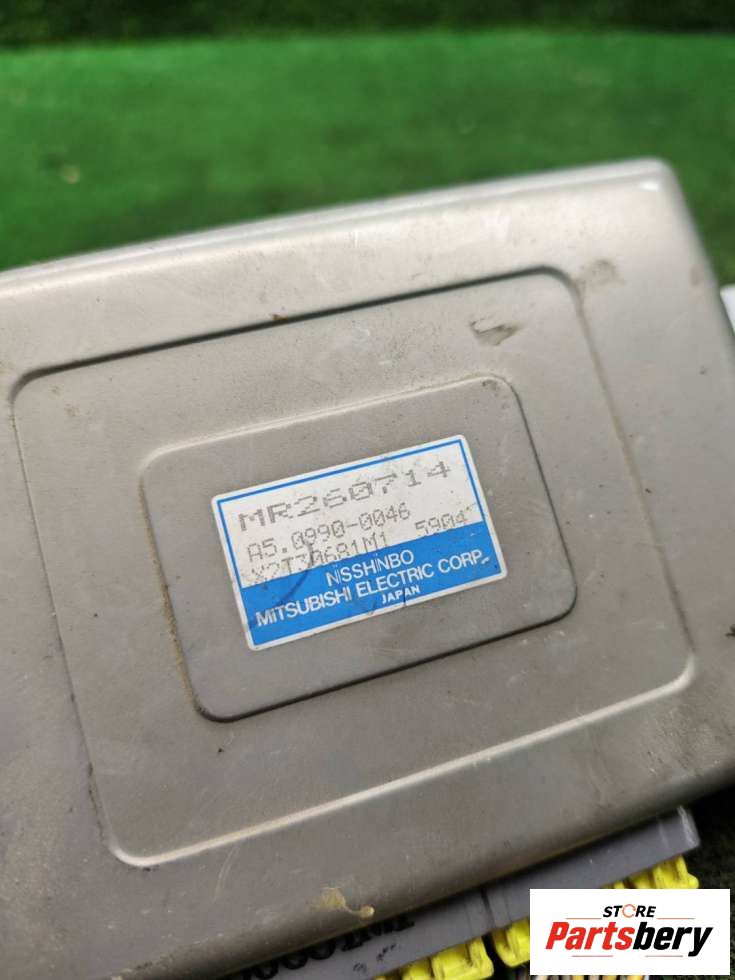 MR260714
A5.0990-0046
X2T30681M1 5904
NISSHINBO
MITSUBISHI ELECTRIC CORP.
JAPAN
STORE
Partsbery